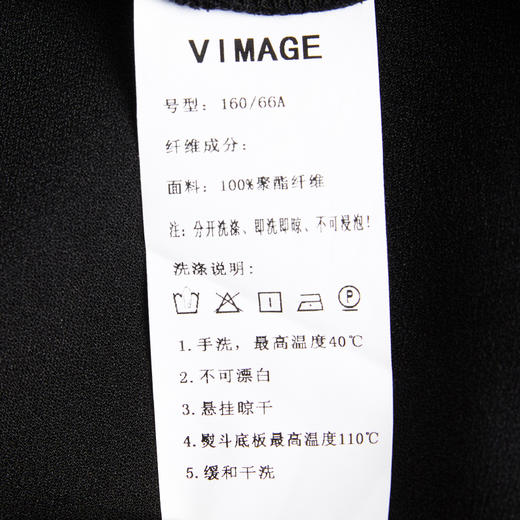 VIMAGE
号型: 160/66A
纤维成分:
面料: 100%聚酯纤维
注: 分开洗涤、即洗即晾、不可浸泡!
洗涤说明:
P
1.手洗, 最高温度40℃
2.不可漂白
3.悬挂晾干
4.熨斗底板最高温度110℃
5.缓和干洗